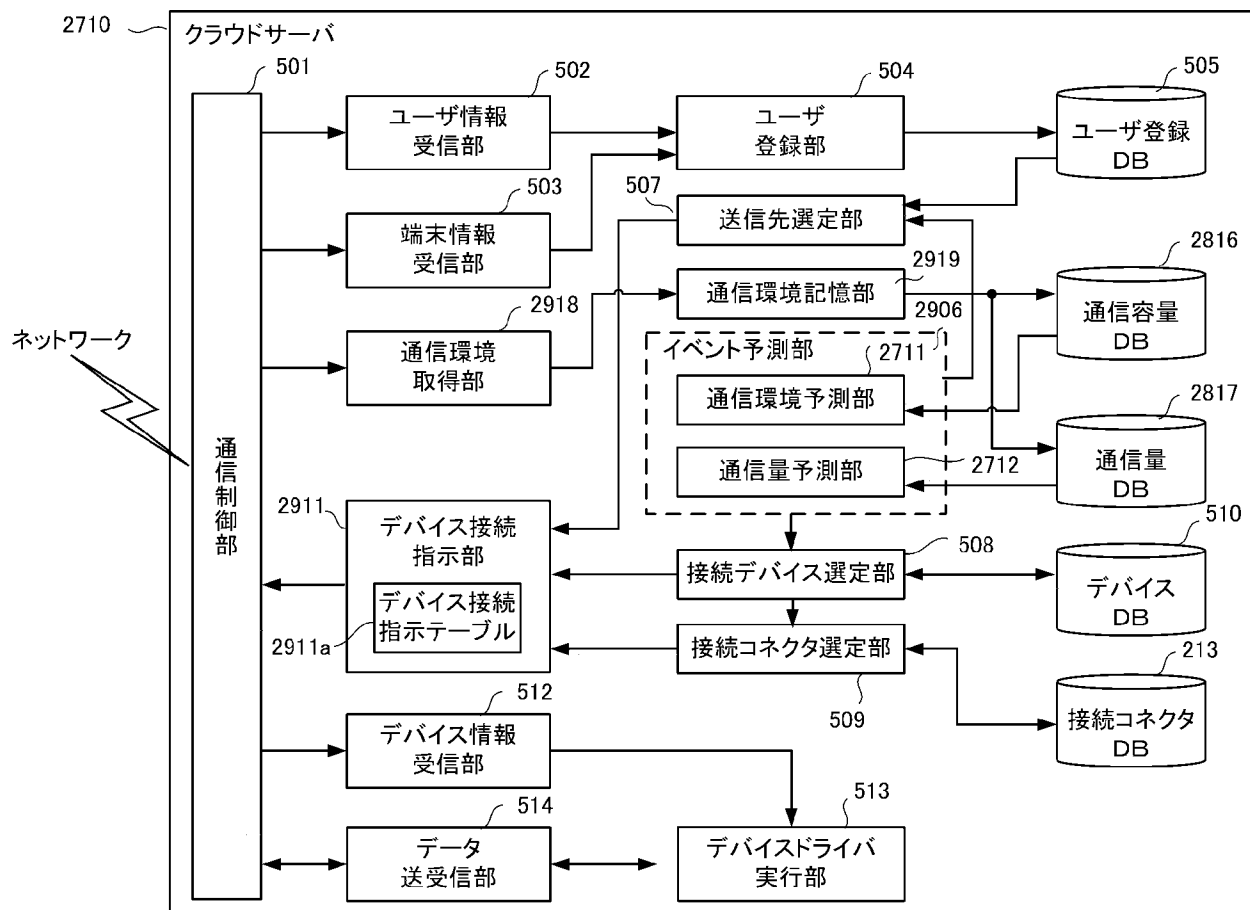 2710
クラウドサーバ
501
502
504
505
ユーザ情報
受信部
ユーザ
登録部
ユーザ登録
DB
503
507
端末情報
受信部
送信先選定部
2816
2918
2919
通信環境記憶部
通信容量
DB
2906
ネットワーク
通信環境
取得部
イベント予測部
2711
通信環境予測部
2817
通信量予測部
2712
通信量
DB
通信制御部
2911
デバイス接続
指示部
510
508
接続デバイス選定部
デバイス
DB
デバイス接続
指示テーブル
2911a
接続コネクタ選定部
509
213
接続コネクタ
DB
512
デバイス情報
受信部
514
513
データ
送受信部
デバイスドライバ
実行部